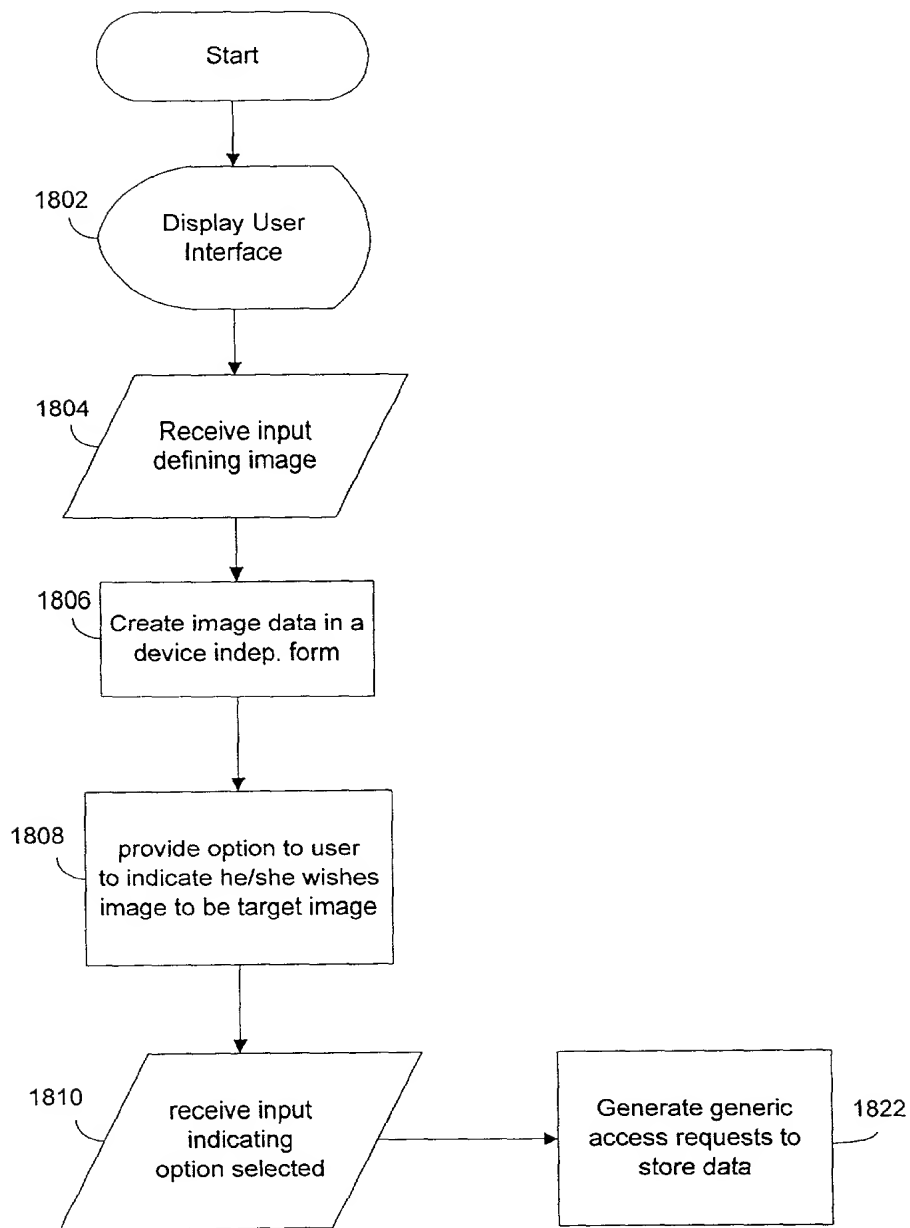 Start
1802
Display User
Interface
1804
Receive input
defining image
1806
Create image data in a
device indep. form
1808
provide option to user
to indicate he/she wishes
image to be target image
1810
receive input
indicating
option selected
Generate generic
access requests to
store data
1822